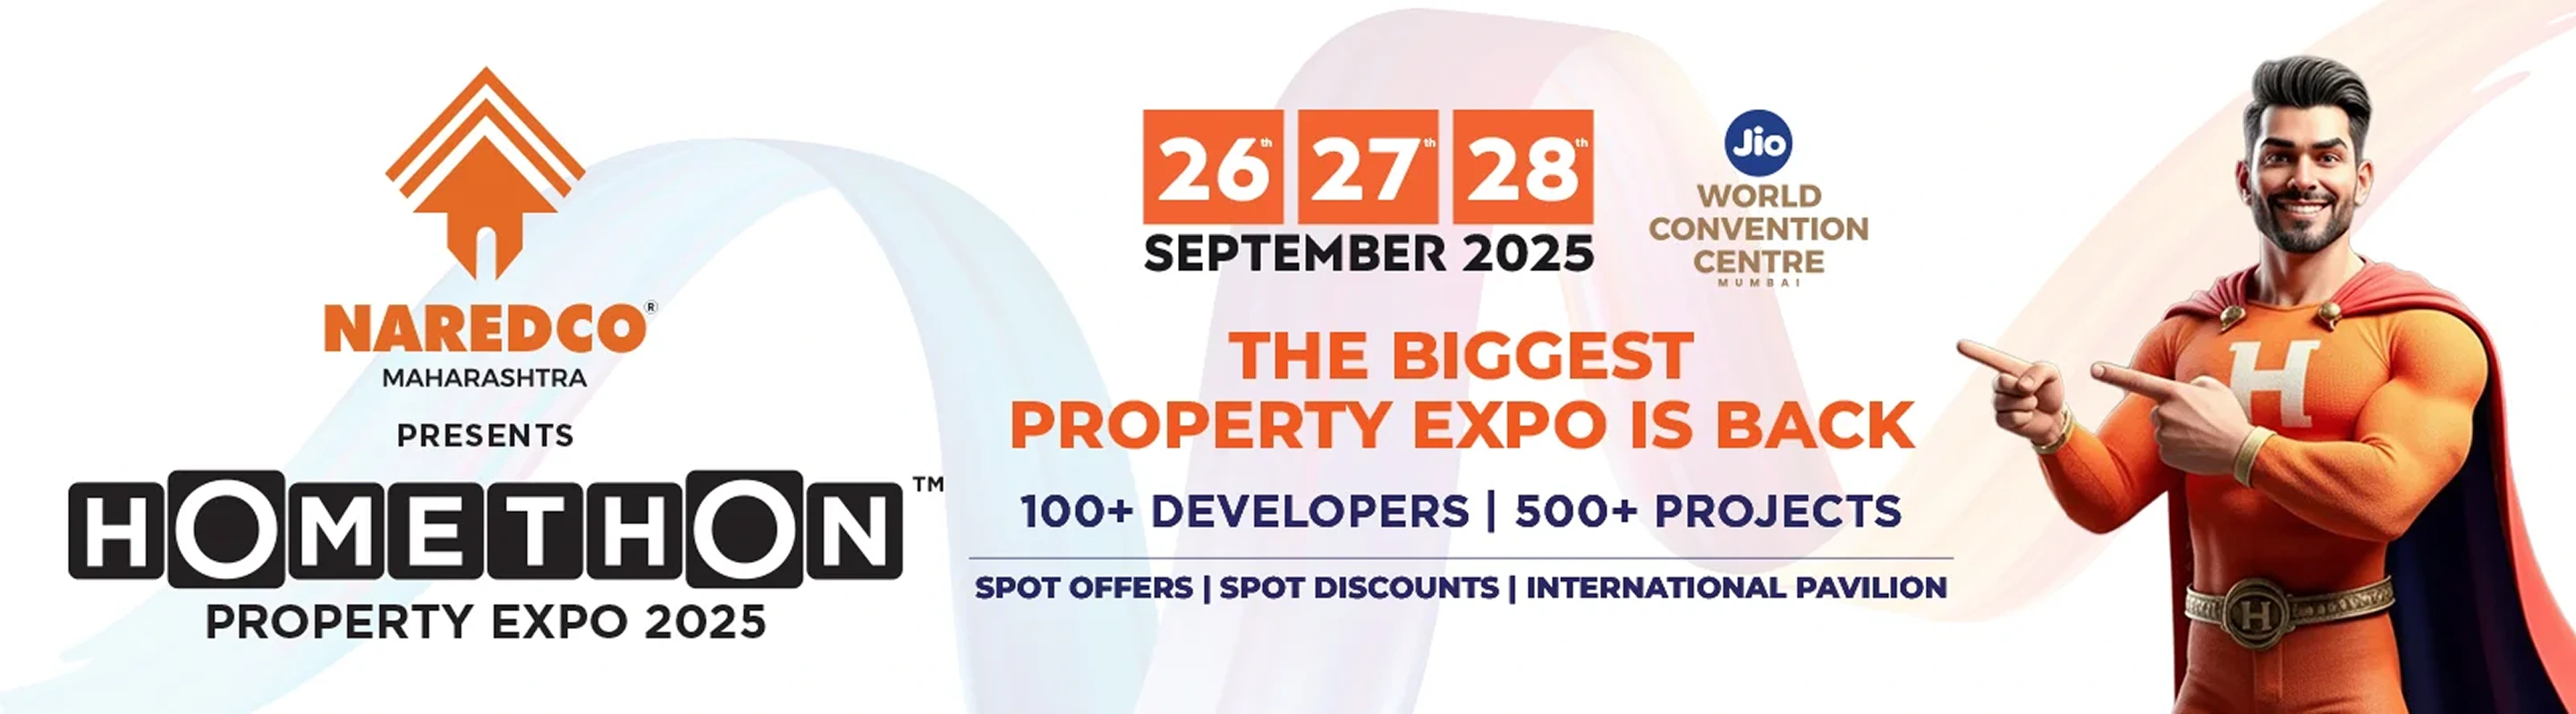 NAREDCO®
MAHARASHTRA
PRESENTS
HOMETHON™
PROPERTY EXPO 2025
26th 27th 28th
SEPTEMBER 2025
Jio
WORLD
CONVENTION
CENTRE
MUMBAI
THE BIGGEST
PROPERTY EXPO IS BACK
100+ DEVELOPERS | 500+ PROJECTS
SPOT OFFERS | SPOT DISCOUNTS | INTERNATIONAL PAVILION
H
H